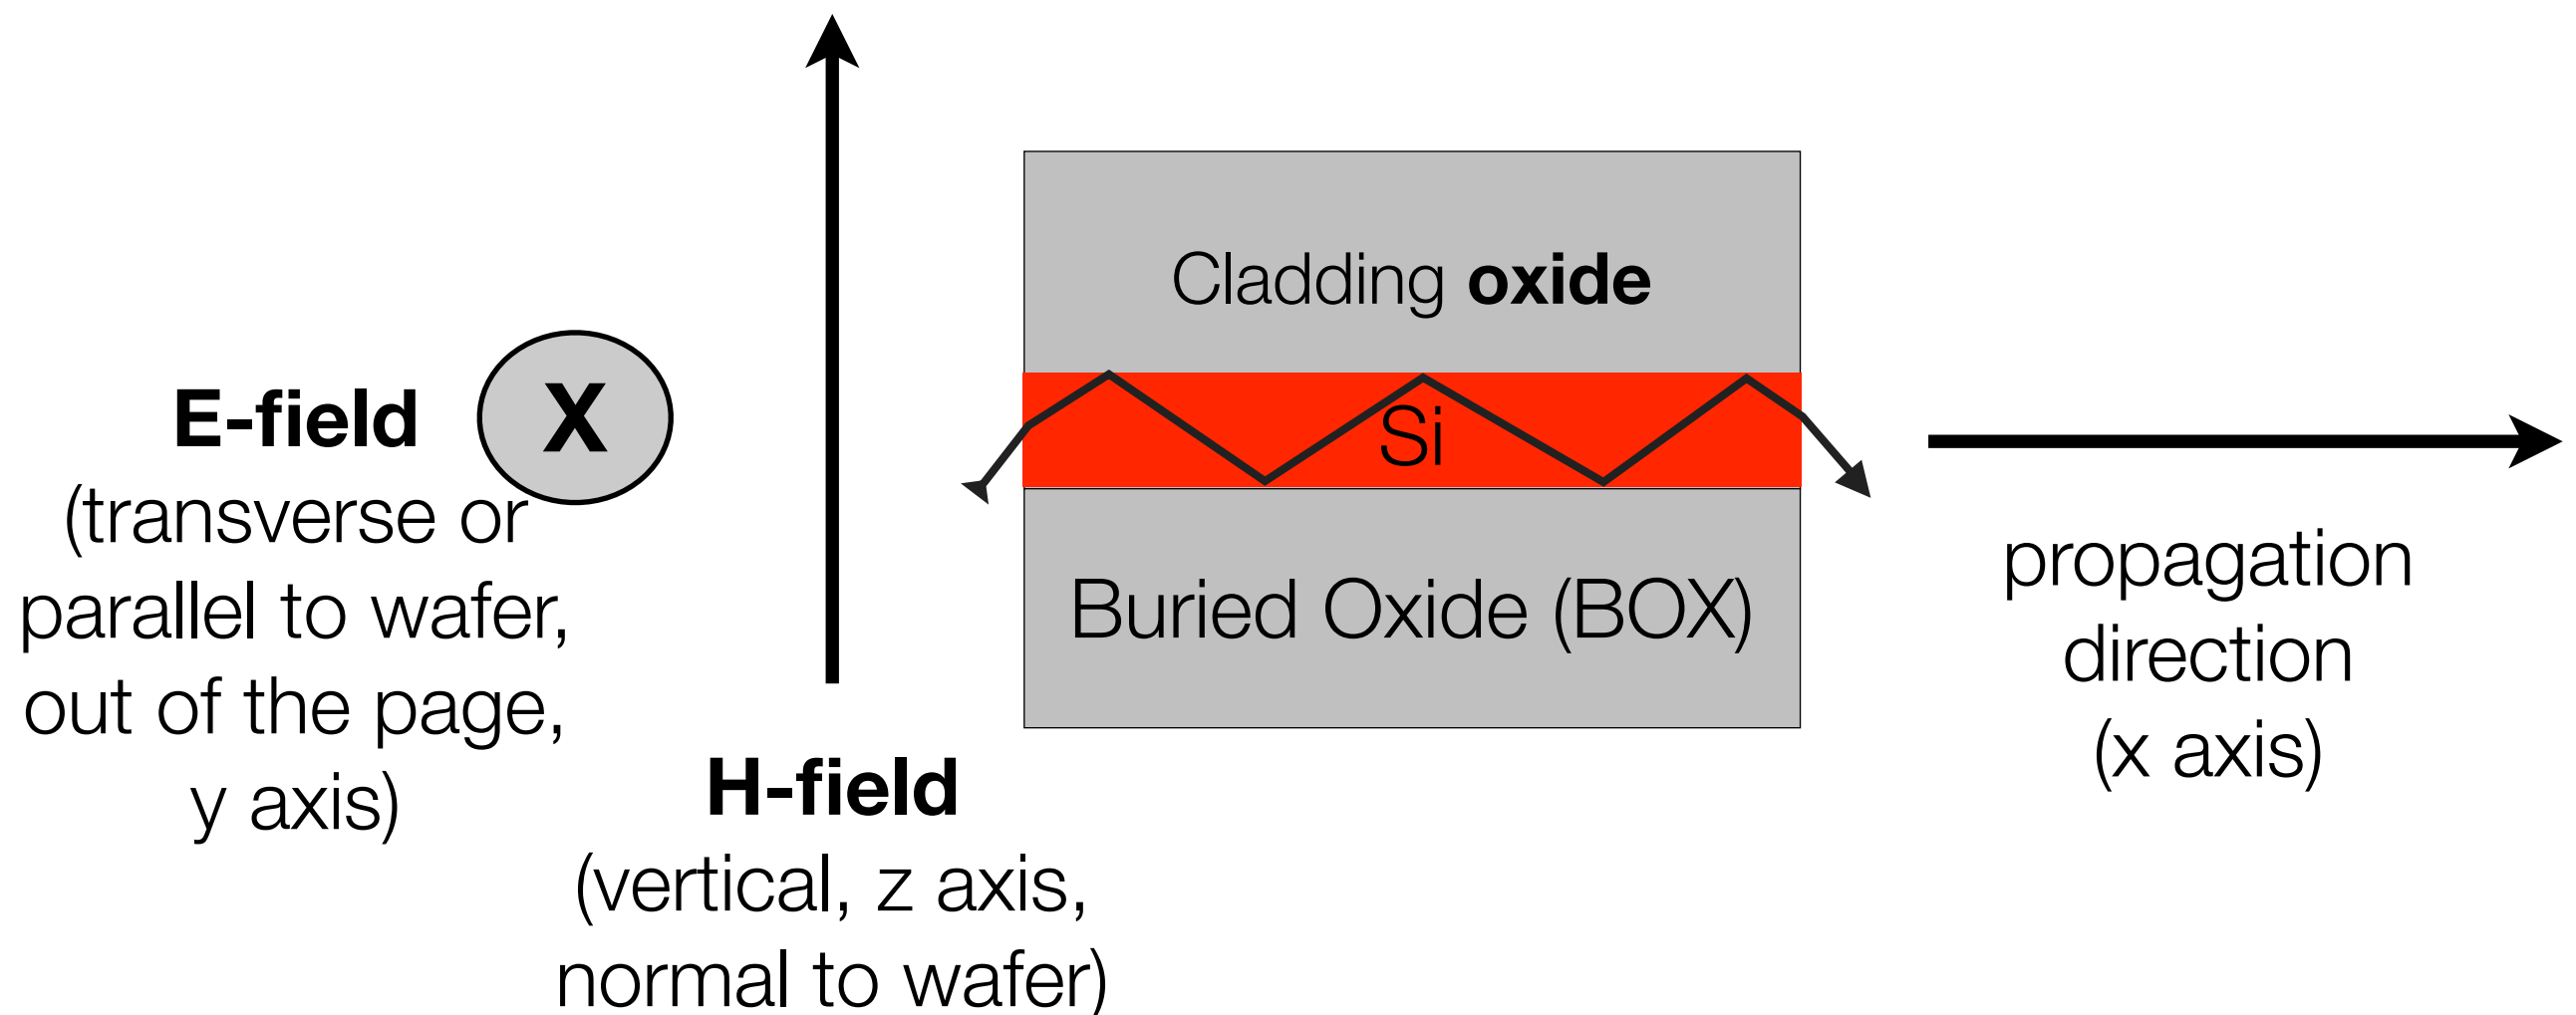 Cladding oxide
E-field
X
(transverse or
parallel to wafer,
out of the page,
y axis)
Si
Buried Oxide (BOX)
H-field
(vertical, z axis,
normal to wafer)
propagation
direction
(x axis)